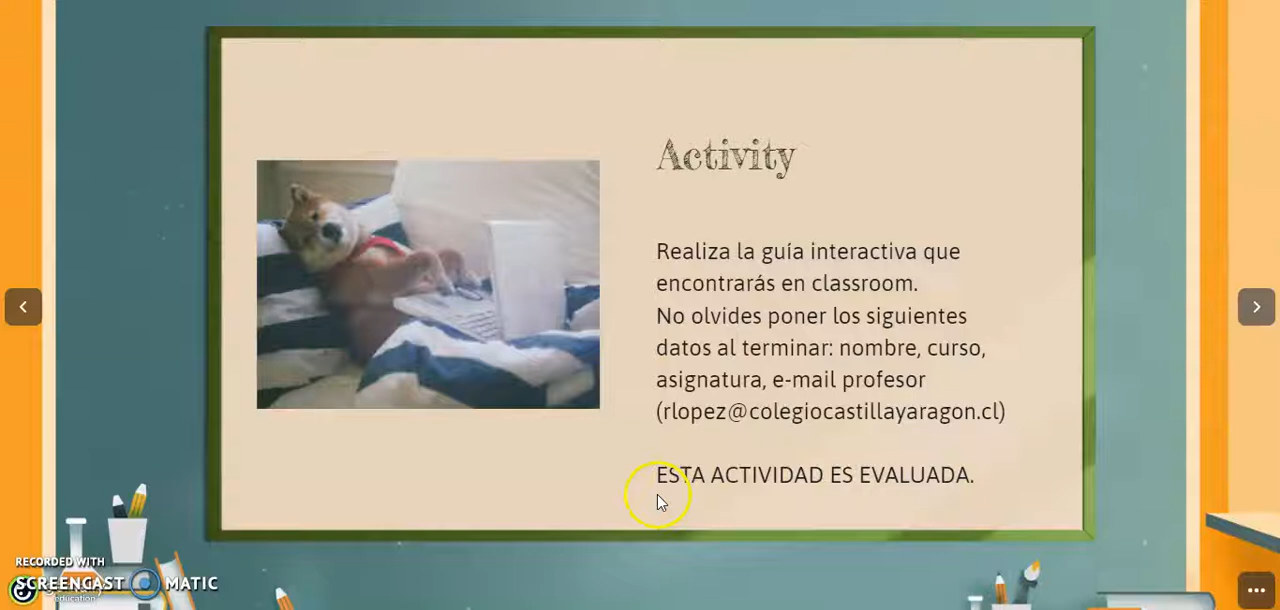 Activity
Realiza la guía interactiva que
encontrarás en classroom.
No olvides poner los siguientes
datos al terminar: nombre, curso,
asignatura, e-mail profesor
(rlopez@colegiocastillayaragon.cl)
ESTA ACTIVIDAD ES EVALUADA.
RECORDED WITH
SCREENCAST MATIC
education